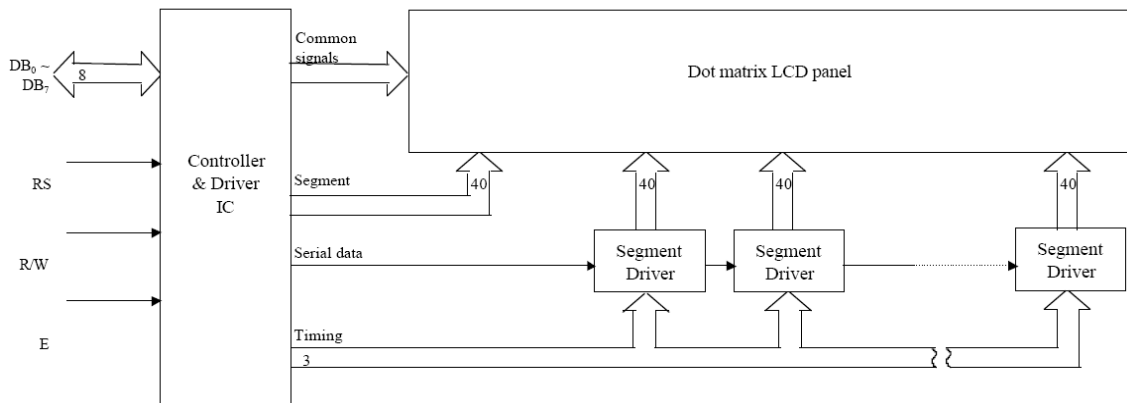 DB₀ ~
DB₇
8
RS
R/W
E
Controller
& Driver
IC
Common
signals
Segment
Serial data
Timing
3
Dot matrix LCD panel
40
40
40
40
Segment
Driver
Segment
Driver
Segment
Driver